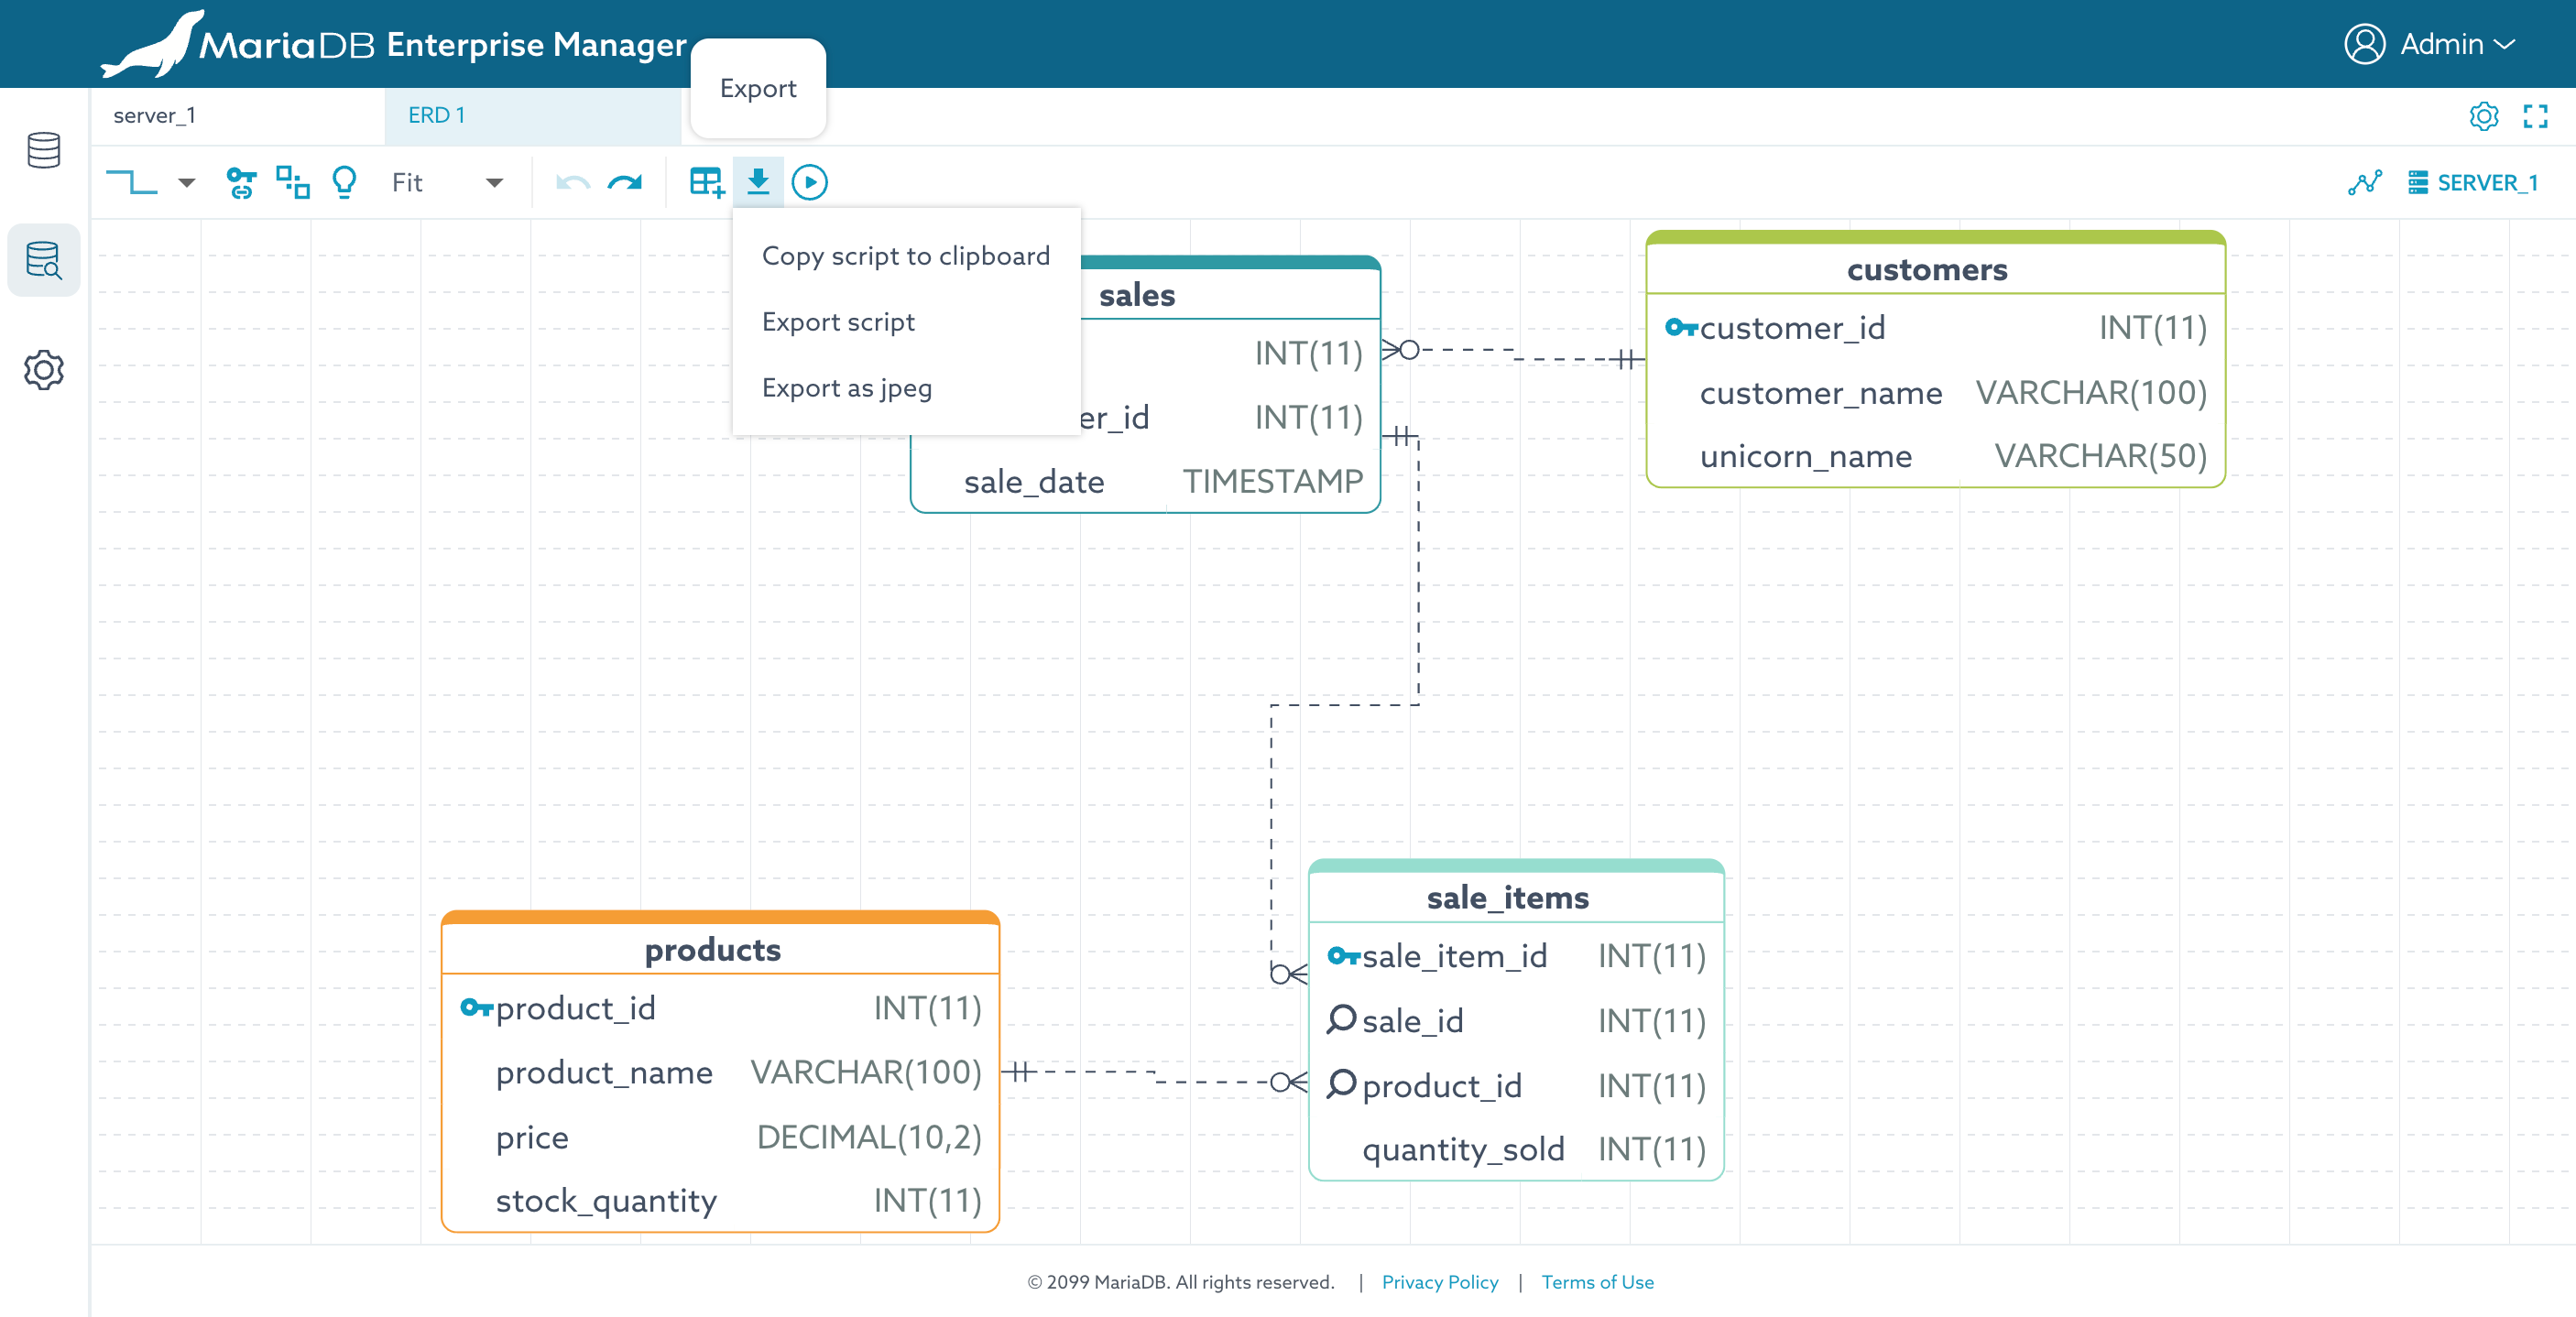 MariaDB Enterprise Manager
Admin
Export
server_1
ERD 1
Fit
SERVER_1
Copy script to clipboard
Export script
Export as jpeg
sales
INT(11)
er_id INT(11)
sale_date TIMESTAMP
customers
customer_id INT(11)
customer_name VARCHAR(100)
unicorn_name VARCHAR(50)
products
product_id INT(11)
product_name VARCHAR(100)
price DECIMAL(10,2)
stock_quantity INT(11)
sale_items
sale_item_id INT(11)
sale_id INT(11)
product_id INT(11)
quantity_sold INT(11)
© 2099 MariaDB. All rights reserved. | Privacy Policy | Terms of Use